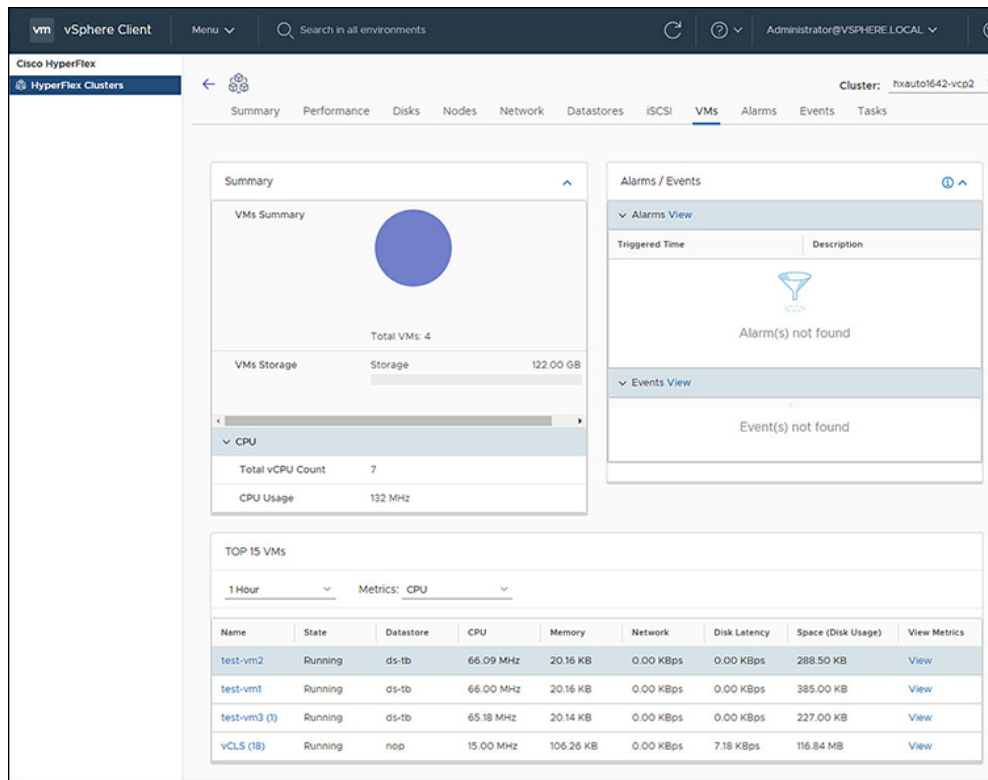 vm vSphere Client Menu Search in all environments Administrator@VSPHERE.LOCAL
Cisco HyperFlex
HyperFlex Clusters
Cluster: hxauto1642-vcp2
Summary Performance Disks Nodes Network Datastores iSCSI VMs Alarms Events Tasks
Summary
VMs Summary
Total VMs: 4
VMs Storage Storage 122.00 GB
CPU
Total vCPU Count 7
CPU Usage 132 MHz
Alarms / Events
Alarms View
Triggered Time Description
Alarm(s) not found
Events View
Event(s) not found
TOP 15 VMs
1 Hour Metrics: CPU
Name State Datastore CPU Memory Network Disk Latency Space (Disk Usage) View Metrics
test-vm2 Running ds-tb 66.09 MHz 20.16 KB 0.00 KBps 0.00 KBps 288.50 KB View
test-vm1 Running ds-tb 66.00 MHz 20.16 KB 0.00 KBps 0.00 KBps 385.00 KB View
test-vm3 (1) Running ds-tb 65.18 MHz 20.14 KB 0.00 KBps 0.00 KBps 227.00 KB View
vCLS (18) Running nop 15.00 MHz 106.26 KB 0.00 KBps 7.18 KBps 116.84 MB View